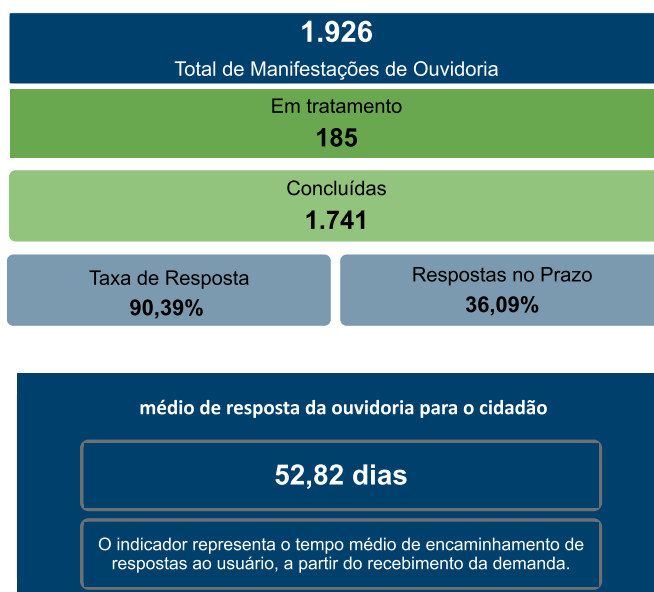 1.926
Total de Manifestações de Ouvidoria
Em tratamento
185
Concluídas
1.741
Taxa de Resposta
90,39%
Respostas no Prazo
36,09%
médio de resposta da ouvidoria para o cidadão
52,82 dias
O indicador representa o tempo médio de encaminhamento de
respostas ao usuário, a partir do recebimento da demanda.